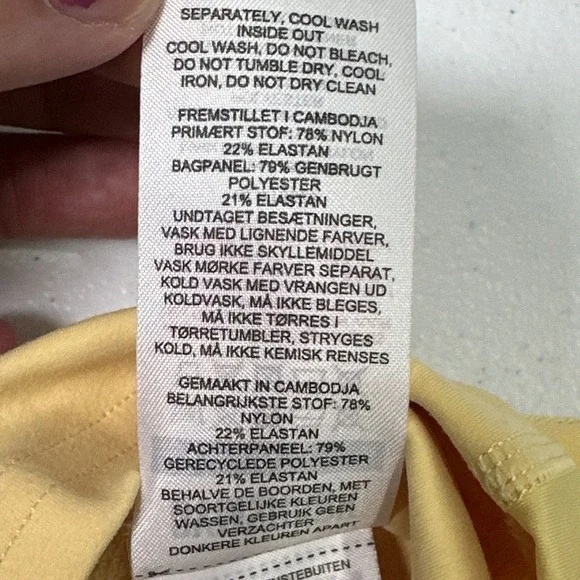 SEPARATELY, COOL WASH
INSIDE OUT
COOL WASH, DO NOT BLEACH,
DO NOT TUMBLE DRY, COOL
IRON, DO NOT DRY CLEAN
FREMSTILLET I CAMBODJA
PRIMÆRT STOF: 78% NYLON
22% ELASTAN
BAGPANEL: 79% GENBRUGT
POLYESTER
21% ELASTAN
UNDTAGET BESÆTNINGER,
VASK MED LIGNENDE FARVER,
BRUG IKKE SKYLLEMIDDEL
VASK MØRKE FARVER SEPARAT,
KOLD VASK MED VRANGEN UD
KOLDVASK, MÅ IKKE BLEGES,
MÅ IKKE TØRRES I
TØRRETUMBLER, STRYGES
KOLD, MÅ IKKE KEMISK RENSES
GEMAAKT IN CAMBODJA
BELANGRIJKSTE STOF: 78%
NYLON
22% ELASTAN
ACHTERPANEEL: 79%
GERECYCLEDE POLYESTER
21% ELASTAN
BEHALVE DE BOORDEN, MET
SOORTGELIJKE KLEUREN
WASSEN, GEBRUIK GEEN
VERZACHTER
DONKERE KLEUREN APART